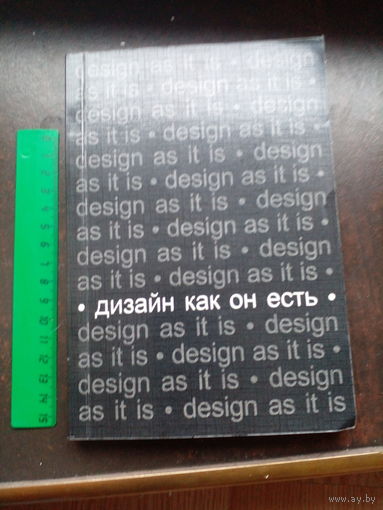 design as it is • design
as it is • design as it is •
design as it is • design
as it is • design as it is •
design as it is • design
as it is • design as it is •
design as it is • design
as it is • design as it is •
design as it is • design
as it is • design as it is •
• дизайн как он есть •
design as it is • design
as it is • design as it is •
design as it is • design
as it is • design as it is
www.ay.by